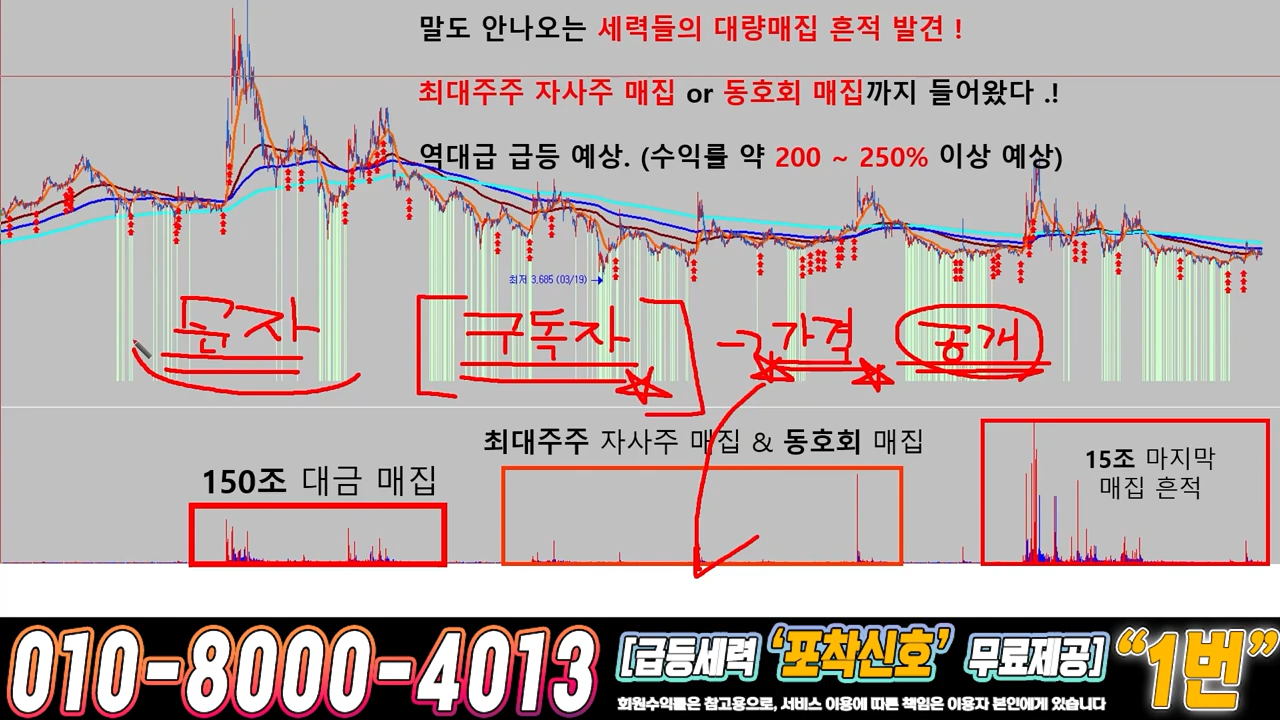 말도 안나오는 세력들의 대량매집 흔적 발견 !
최대주주 자사주 매집 or 동호회 매집까지 들어왔다 .!
역대급 급등 예상. (수익률 약 200 ~ 250% 이상 예상)
최저 3,685 (03/19)
문자 구독자 가격 공개
최대주주 자사주 매집 & 동호회 매집
150조 대금 매집
15조 마지막
매집 흔적
010-8000-4013 [급등세력 ‘포착신호’ 무료제공] “1번”
회원수익률은 참고용으로, 서비스 이용에 따른 책임은 이용자 본인에게 있습니다